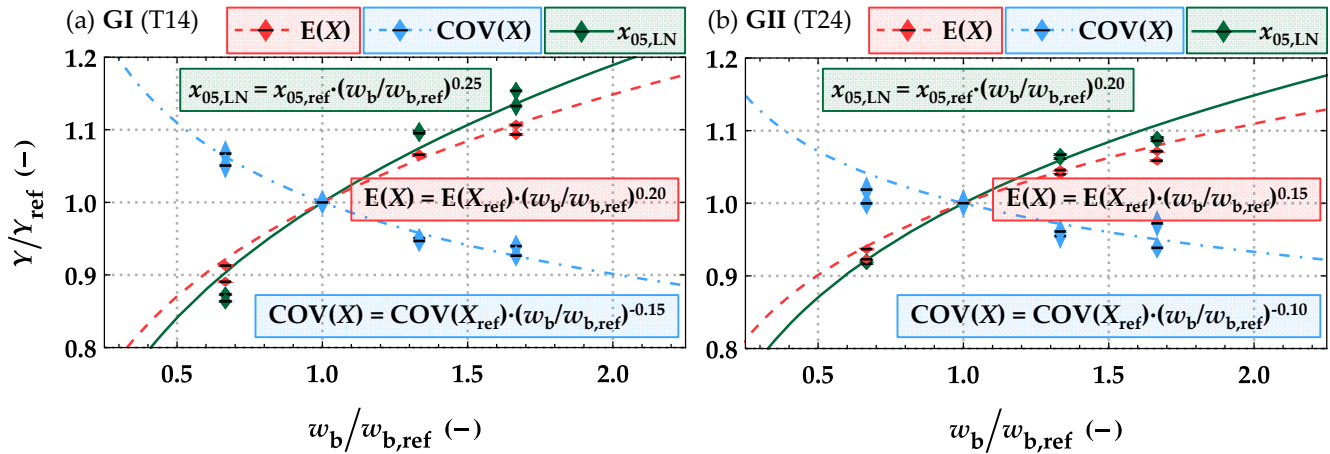 (a) GI (T14)
E(X)
COV(X)
x05,LN
Y/Yref (−)
1.2
1.1
1.0
0.9
0.8
x05,LN = x05,ref·(wb/wb,ref)^0.25
E(X) = E(Xref)·(wb/wb,ref)^0.20
COV(X) = COV(Xref)·(wb/wb,ref)^-0.15
0.5 1.0 1.5 2.0
wb/wb,ref (−)
(b) GII (T24)
E(X)
COV(X)
x05,LN
1.2
1.1
1.0
0.9
0.8
x05,LN = x05,ref·(wb/wb,ref)^0.20
E(X) = E(Xref)·(wb/wb,ref)^0.15
COV(X) = COV(Xref)·(wb/wb,ref)^-0.10
0.5 1.0 1.5 2.0
wb/wb,ref (−)